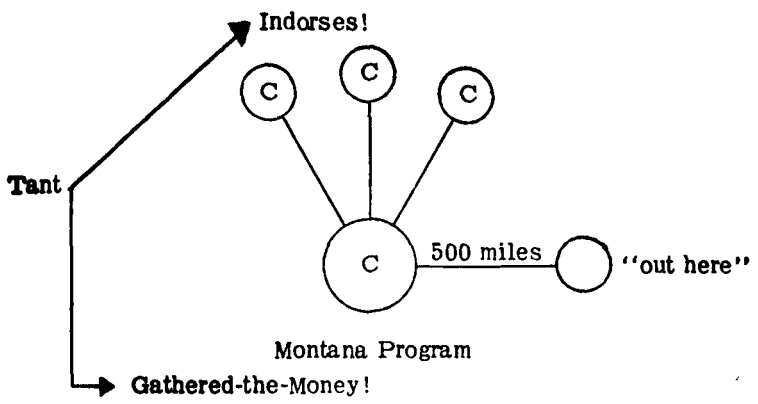 Indorses!
C
C
C
Tant
C
500 miles
"out here"
Montana Program
Gathered-the-Money!